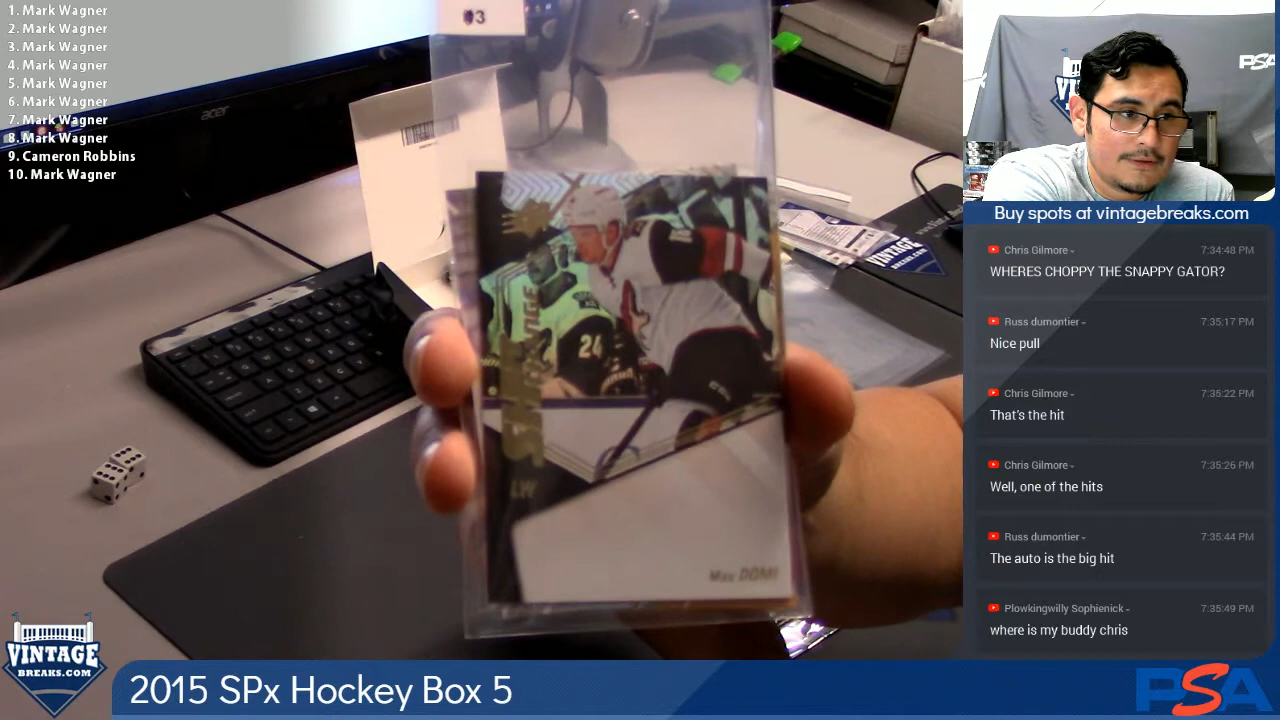 1. Mark Wagner
2. Mark Wagner
3. Mark Wagner
4. Mark Wagner
5. Mark Wagner
6. Mark Wagner
7. Mark Wagner
8. Mark Wagner
9. Cameron Robbins
10. Mark Wagner
acer
#3
24
LW
Max DOMI
VINTAGE
BREAKS.COM
PSA
Buy spots at vintagebreaks.com
Chris Gilmore 7:34:48 PM
WHERES CHOPPY THE SNAPPY GATOR?
Russ dumontier 7:35:17 PM
Nice pull
Chris Gilmore 7:35:22 PM
That's the hit
Chris Gilmore 7:35:26 PM
Well, one of the hits
Russ dumontier 7:35:44 PM
The auto is the big hit
Plowkingwilly Sophienick 7:35:49 PM
where is my buddy chris
VINTAGE
BREAKS.COM
2015 SPx Hockey Box 5
PSA